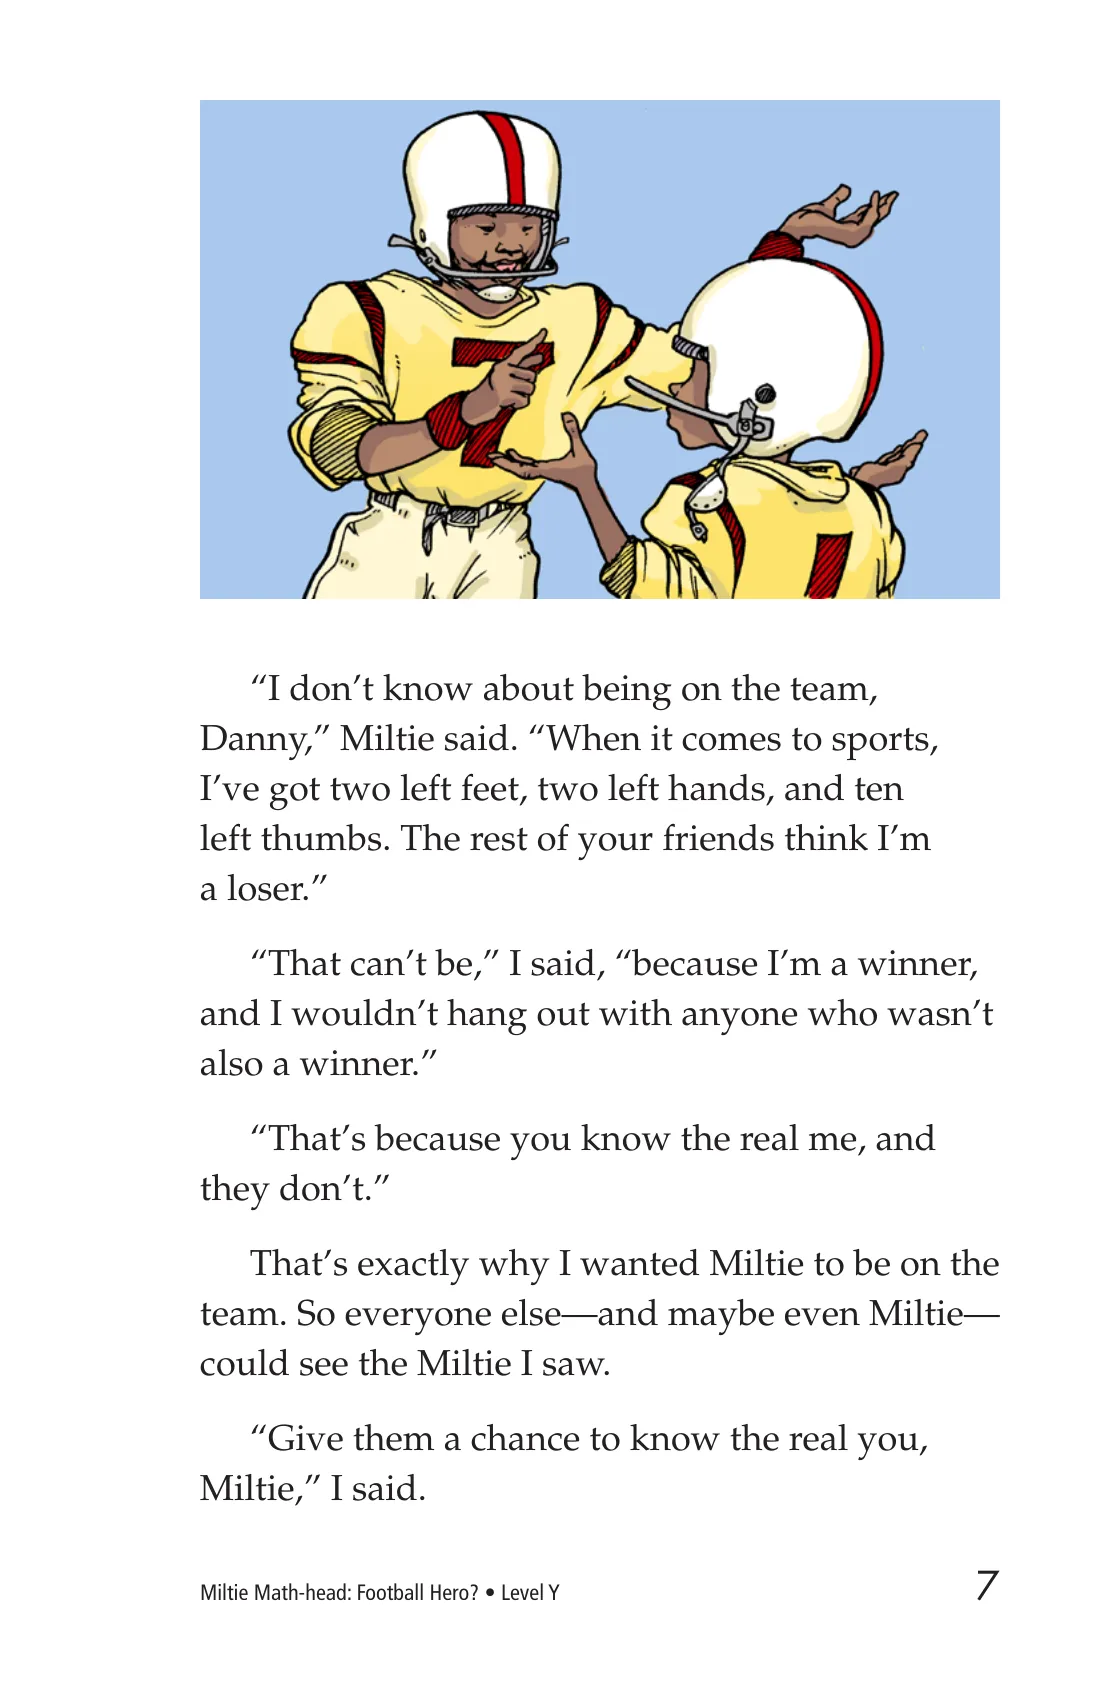 7
“I don’t know about being on the team,
Danny,” Miltie said. “When it comes to sports,
I’ve got two left feet, two left hands, and ten
left thumbs. The rest of your friends think I’m
a loser.”
“That can’t be,” I said, “because I’m a winner,
and I wouldn’t hang out with anyone who wasn’t
also a winner.”
“That’s because you know the real me, and
they don’t.”
That’s exactly why I wanted Miltie to be on the
team. So everyone else—and maybe even Miltie—
could see the Miltie I saw.
“Give them a chance to know the real you,
Miltie,” I said.
Miltie Math-head: Football Hero? • Level Y
7